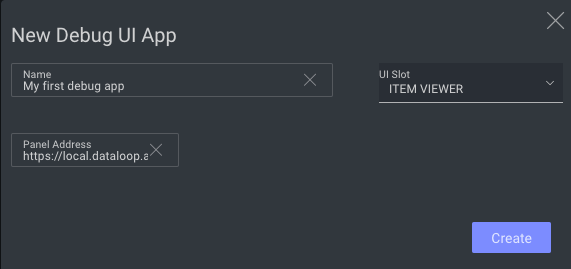 New Debug UI App
Name
My first debug app
UI Slot
ITEM VIEWER
Panel Address
https://local.dataloop.a
Create